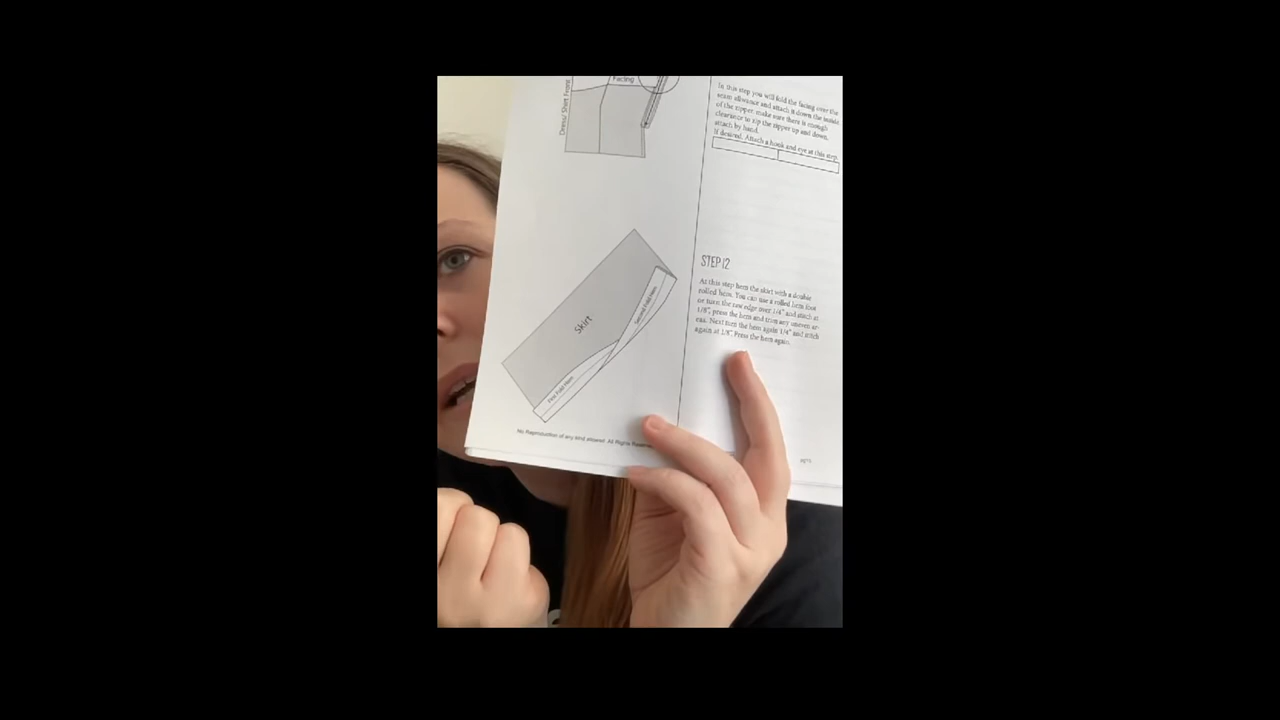 Facing
Dress/ Shirt Front
In this step you will fold the facing over the
seam allowance and attach it down the inside
of the zipper, make sure there is enough
clearance to zip the zipper up and down,
attach by hand.
If desired. Attach a hook and eye at this step.
Skirt
Second Fold Hem
First Fold Hem
STEP 12
At this step hem the skirt with a double
rolled hem. You can use a rolled hem foot
or turn the raw edge over 1/4" and stitch at
1/8", press the hem and trim any uneven ar-
eas. Next turn the hem again 1/4" and stitch
again at 1/8". Press the hem again.
No Reproduction of any kind allowed. All Rights